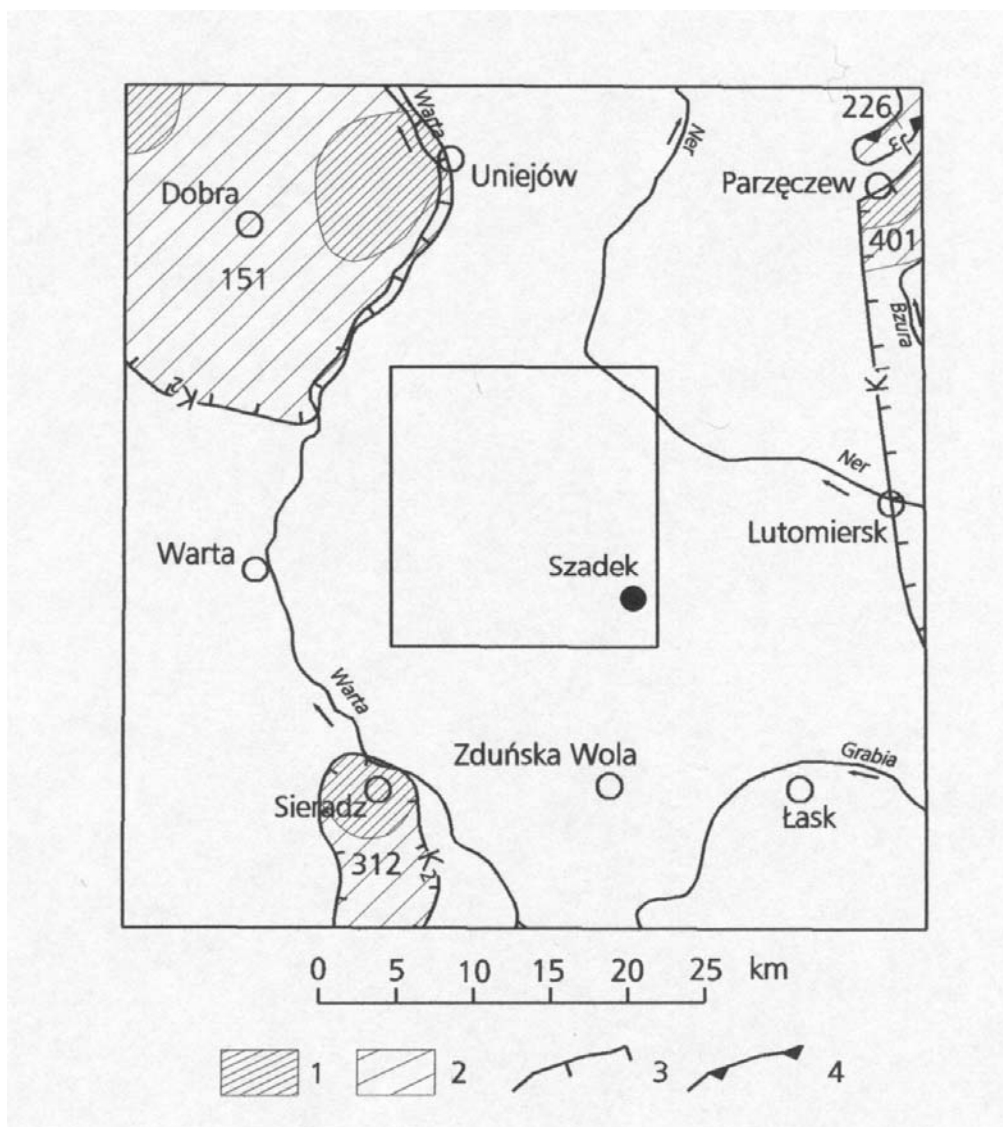 Warta
Ner
226
J3
Uniejów
Parzęczew
Dobra
401
151
Bzura
K2
K1
Ner
Lutomiersk
Warta
Szadek
Warta
Zduńska Wola
Grabia
Sieradz
Łask
312
K2
0 5 10 15 20 25 km
1 2 3 4